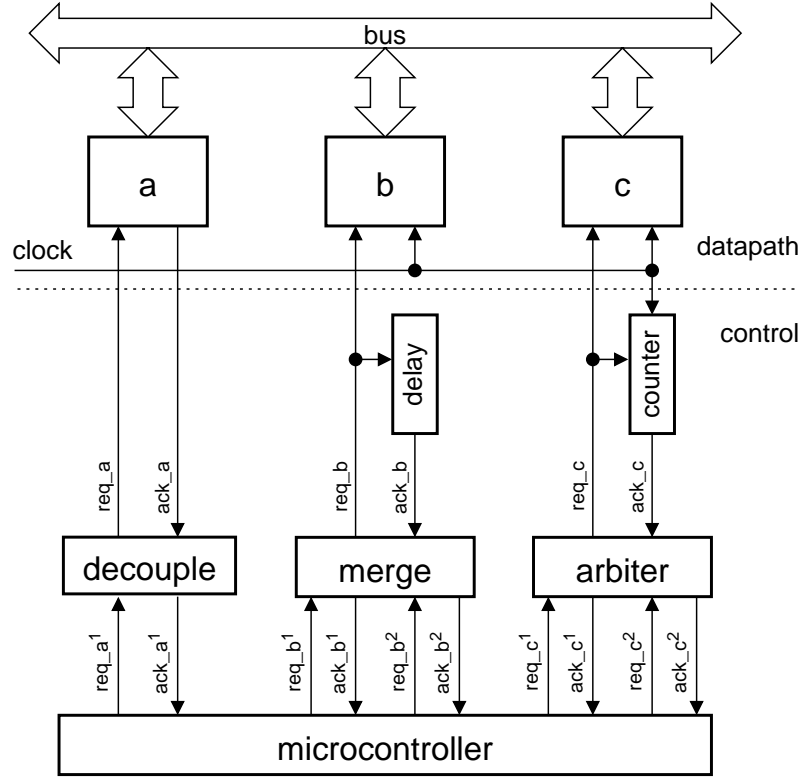 bus
a
b
c
clock
datapath
control
delay
counter
req_a
ack_a
req_b
ack_b
req_c
ack_c
decouple
merge
arbiter
req_a¹
ack_a¹
req_b¹
ack_b¹
req_b²
ack_b²
req_c¹
ack_c¹
req_c²
ack_c²
microcontroller